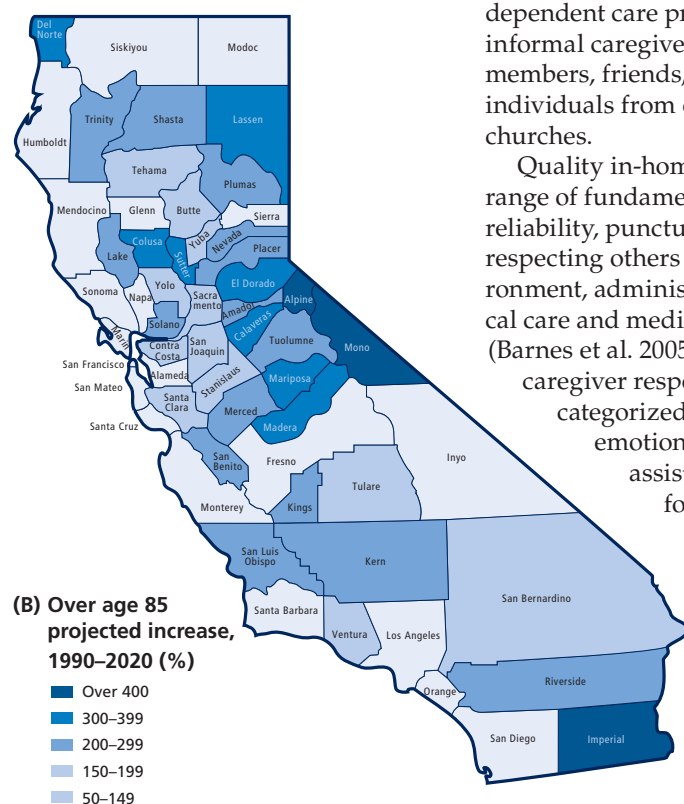 Del
Norte
Siskiyou
Modoc
Humboldt
Trinity
Shasta
Lassen
Tehama
Plumas
Mendocino
Glenn
Butte
Sierra
Colusa
Yuba
Nevada
Placer
Lake
Sutter
El Dorado
Sonoma
Napa
Yolo
Sacra
mento
Amador
Alpine
Solano
Calaveras
Marin
Contra
Costa
San
Joaquin
Tuolumne
Mono
San Francisco
Alameda
Stanislaus
Mariposa
San Mateo
Santa
Clara
Merced
Madera
Santa Cruz
San
Benito
Fresno
Inyo
Monterey
Kings
Tulare
San Luis
Obispo
Kern
San Bernardino
Santa Barbara
Ventura
Los Angeles
Orange
Riverside
San Diego
Imperial
(B) Over age 85
projected increase,
1990–2020 (%)
Over 400
300–399
200–299
150–199
50–149
dependent care pr
informal caregive
members, friends,
individuals from
churches.
Quality in-hom
range of fundame
reliability, punctu
respecting others
ronment, adminis
cal care and medi
(Barnes et al. 2005
caregiver respo
categorized
emotion
assis
fo